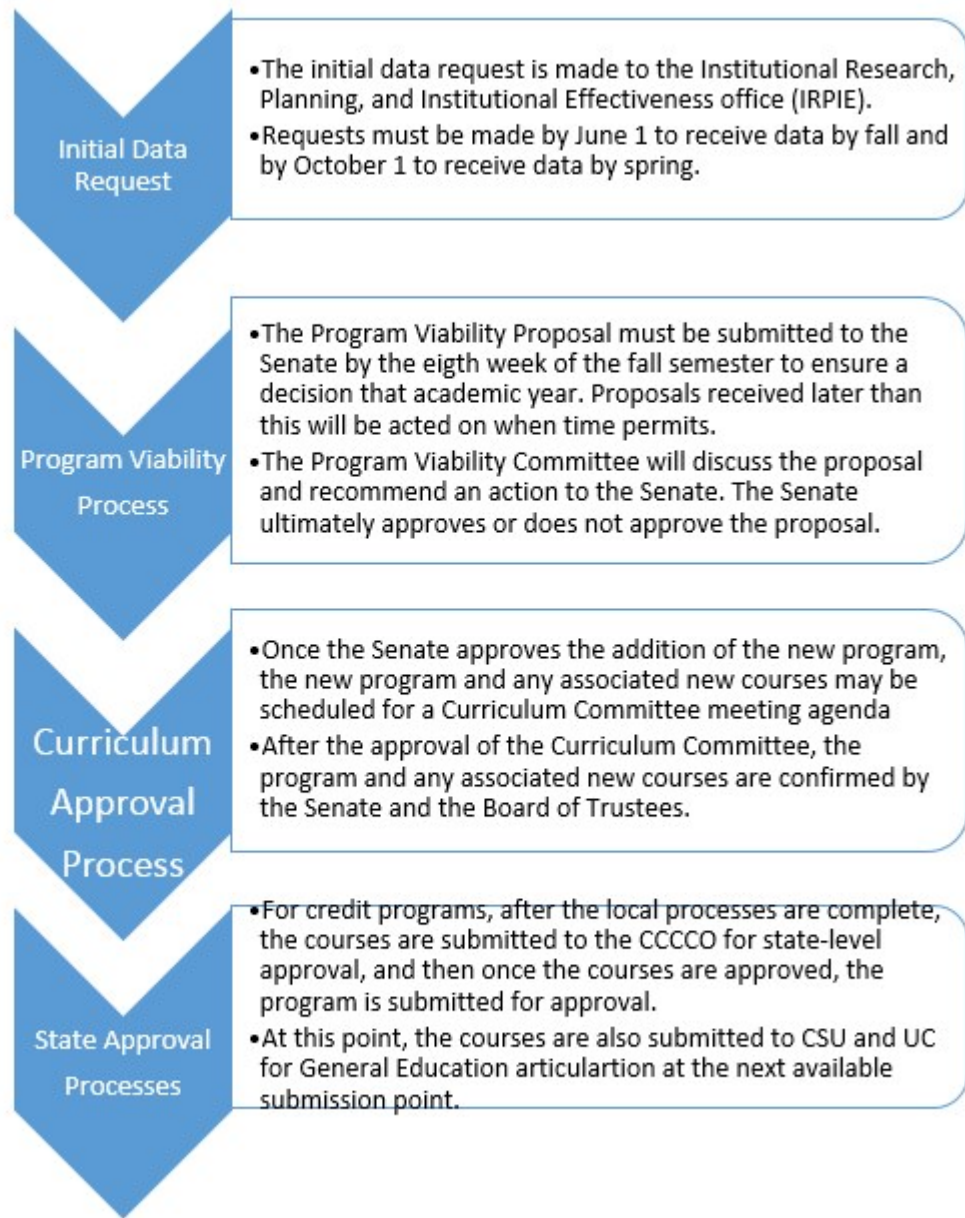 Initial Data
Request
•The initial data request is made to the Institutional Research,
Planning, and Institutional Effectiveness office (IRPIE).
•Requests must be made by June 1 to receive data by fall and
by October 1 to receive data by spring.
Program Viability
Process
•The Program Viability Proposal must be submitted to the
Senate by the eigth week of the fall semester to ensure a
decision that academic year. Proposals received later than
this will be acted on when time permits.
•The Program Viability Committee will discuss the proposal
and recommend an action to the Senate. The Senate
ultimately approves or does not approve the proposal.
Curriculum
Approval
Process
•Once the Senate approves the addition of the new program,
the new program and any associated new courses may be
scheduled for a Curriculum Committee meeting agenda
•After the approval of the Curriculum Committee, the
program and any associated new courses are confirmed by
the Senate and the Board of Trustees.
State Approval
Processes
•For credit programs, after the local processes are complete,
the courses are submitted to the CCCCO for state-level
approval, and then once the courses are approved, the
program is submitted for approval.
•At this point, the courses are also submitted to CSU and UC
for General Education articulartion at the next available
submission point.